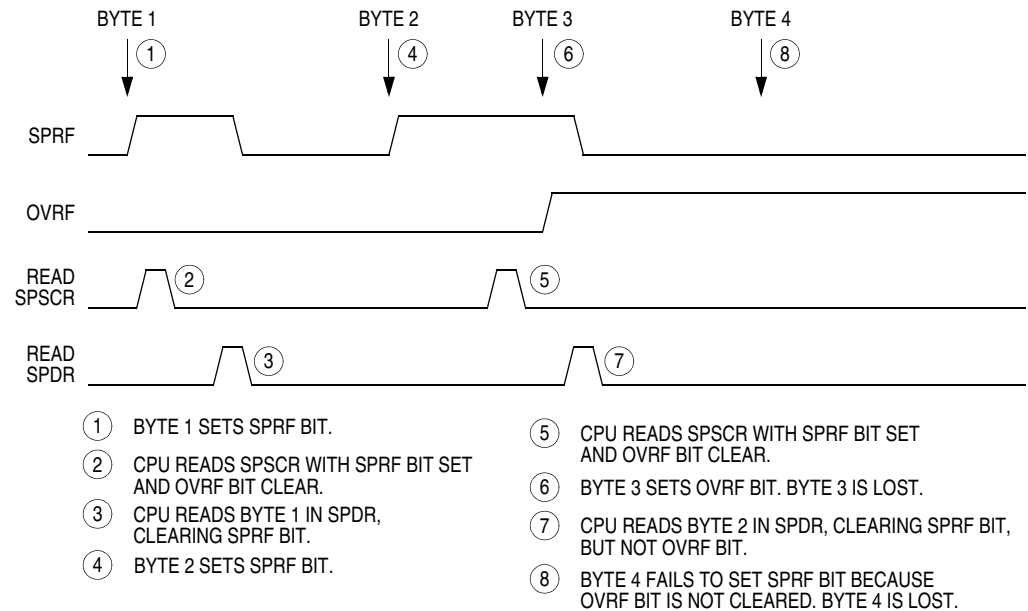 BYTE 1
BYTE 2
BYTE 3
BYTE 4
1
4
6
8
SPRF
OVRF
READ
SPSCR
2
5
READ
SPDR
3
7
1 BYTE 1 SETS SPRF BIT.
2 CPU READS SPSCR WITH SPRF BIT SET
AND OVRF BIT CLEAR.
3 CPU READS BYTE 1 IN SPDR,
CLEARING SPRF BIT.
4 BYTE 2 SETS SPRF BIT.
5 CPU READS SPSCR WITH SPRF BIT SET
AND OVRF BIT CLEAR.
6 BYTE 3 SETS OVRF BIT. BYTE 3 IS LOST.
7 CPU READS BYTE 2 IN SPDR, CLEARING SPRF BIT,
BUT NOT OVRF BIT.
8 BYTE 4 FAILS TO SET SPRF BIT BECAUSE
OVRF BIT IS NOT CLEARED. BYTE 4 IS LOST.